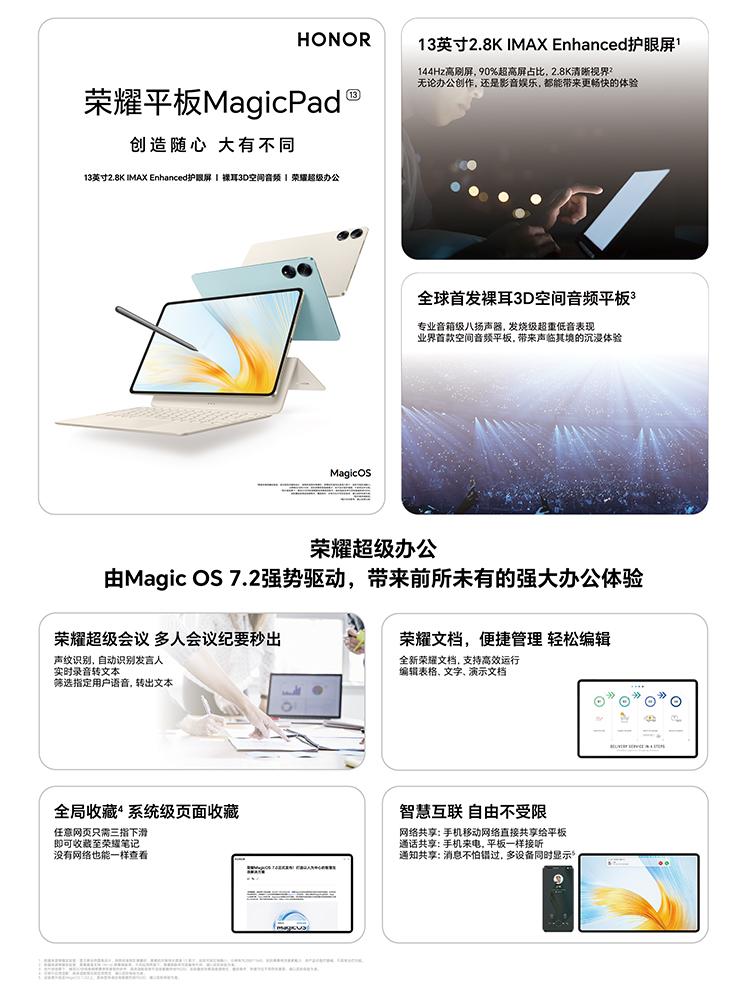 HONOR
荣耀平板MagicPad 13
创造随心 大有不同
13英寸2.8K IMAX Enhanced护眼屏 | 裸耳3D空间音频 | 荣耀超级办公
MagicOS
13英寸2.8K IMAX Enhanced护眼屏1
144Hz高刷屏, 90%超高屏占比, 2.8K清晰视界2
无论办公创作, 还是影音娱乐, 都能带来更畅快的体验
全球首发裸耳3D空间音频平板3
专业音箱级八扬声器, 发烧级超重低音表现
业界首款空间音频平板, 带来声临其境的沉浸体验
荣耀超级办公
由Magic OS 7.2强势驱动，带来前所未有的强大办公体验
荣耀超级会议 多人会议纪要秒出
声纹识别, 自动识别发言人
实时录音转文本
筛选指定用户语音, 转出文本
荣耀文档，便捷管理 轻松编辑
全新荣耀文档, 支持高效运行
编辑表格、文字、演示文档
DELIVERY SERVICE IN 4 STEPS
全局收藏4 系统级页面收藏
任意网页只需三指下滑
即可收藏至荣耀笔记
没有网络也能一样查看
荣耀MagicOS 7.0正式发布！打造以人为中心的智慧生
活解决方案
MagicOS
智慧互联 自由不受限
网络共享: 手机移动网络直接共享给平板
通话共享: 手机来电, 平板一样接听
通知共享: 消息不怕错过, 多设备同时显示5